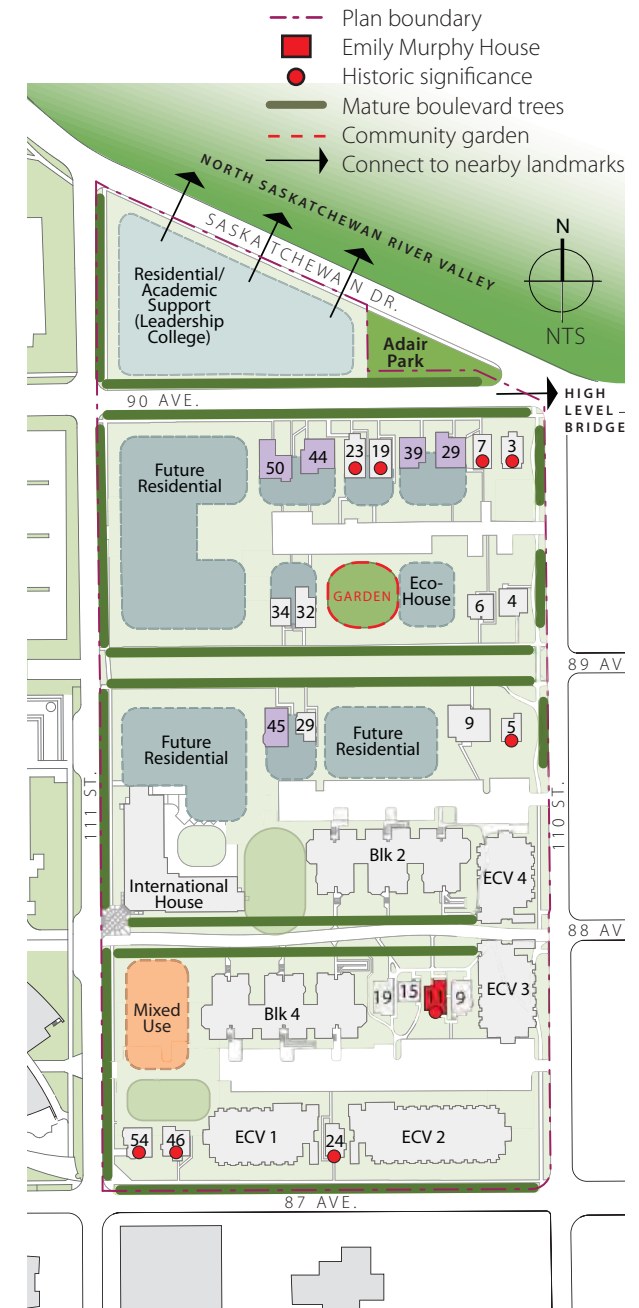 Plan boundary
Emily Murphy House
Historic significance
Mature boulevard trees
Community garden
Connect to nearby landmarks
NORTH SASKATCHEWAN RIVER VALLEY
SASKATCHEWAIN DR.
N
NTS
Residential/
Academic
Support
(Leadership
College)
Adair
Park
90 AVE.
HIGH
LEVEL
BRIDGE
Future
Residential
50
44
23
19
39
29
7
3
34
32
GARDEN
Eco-
House
6
4
89 AV
45
29
9
5
Future
Residential
Future
Residential
111 ST.
110 ST.
Blk 2
ECV 4
International
House
88 AV
Mixed
Use
Blk 4
19
15
11
9
ECV 3
54
46
ECV 1
24
ECV 2
87 AVE.